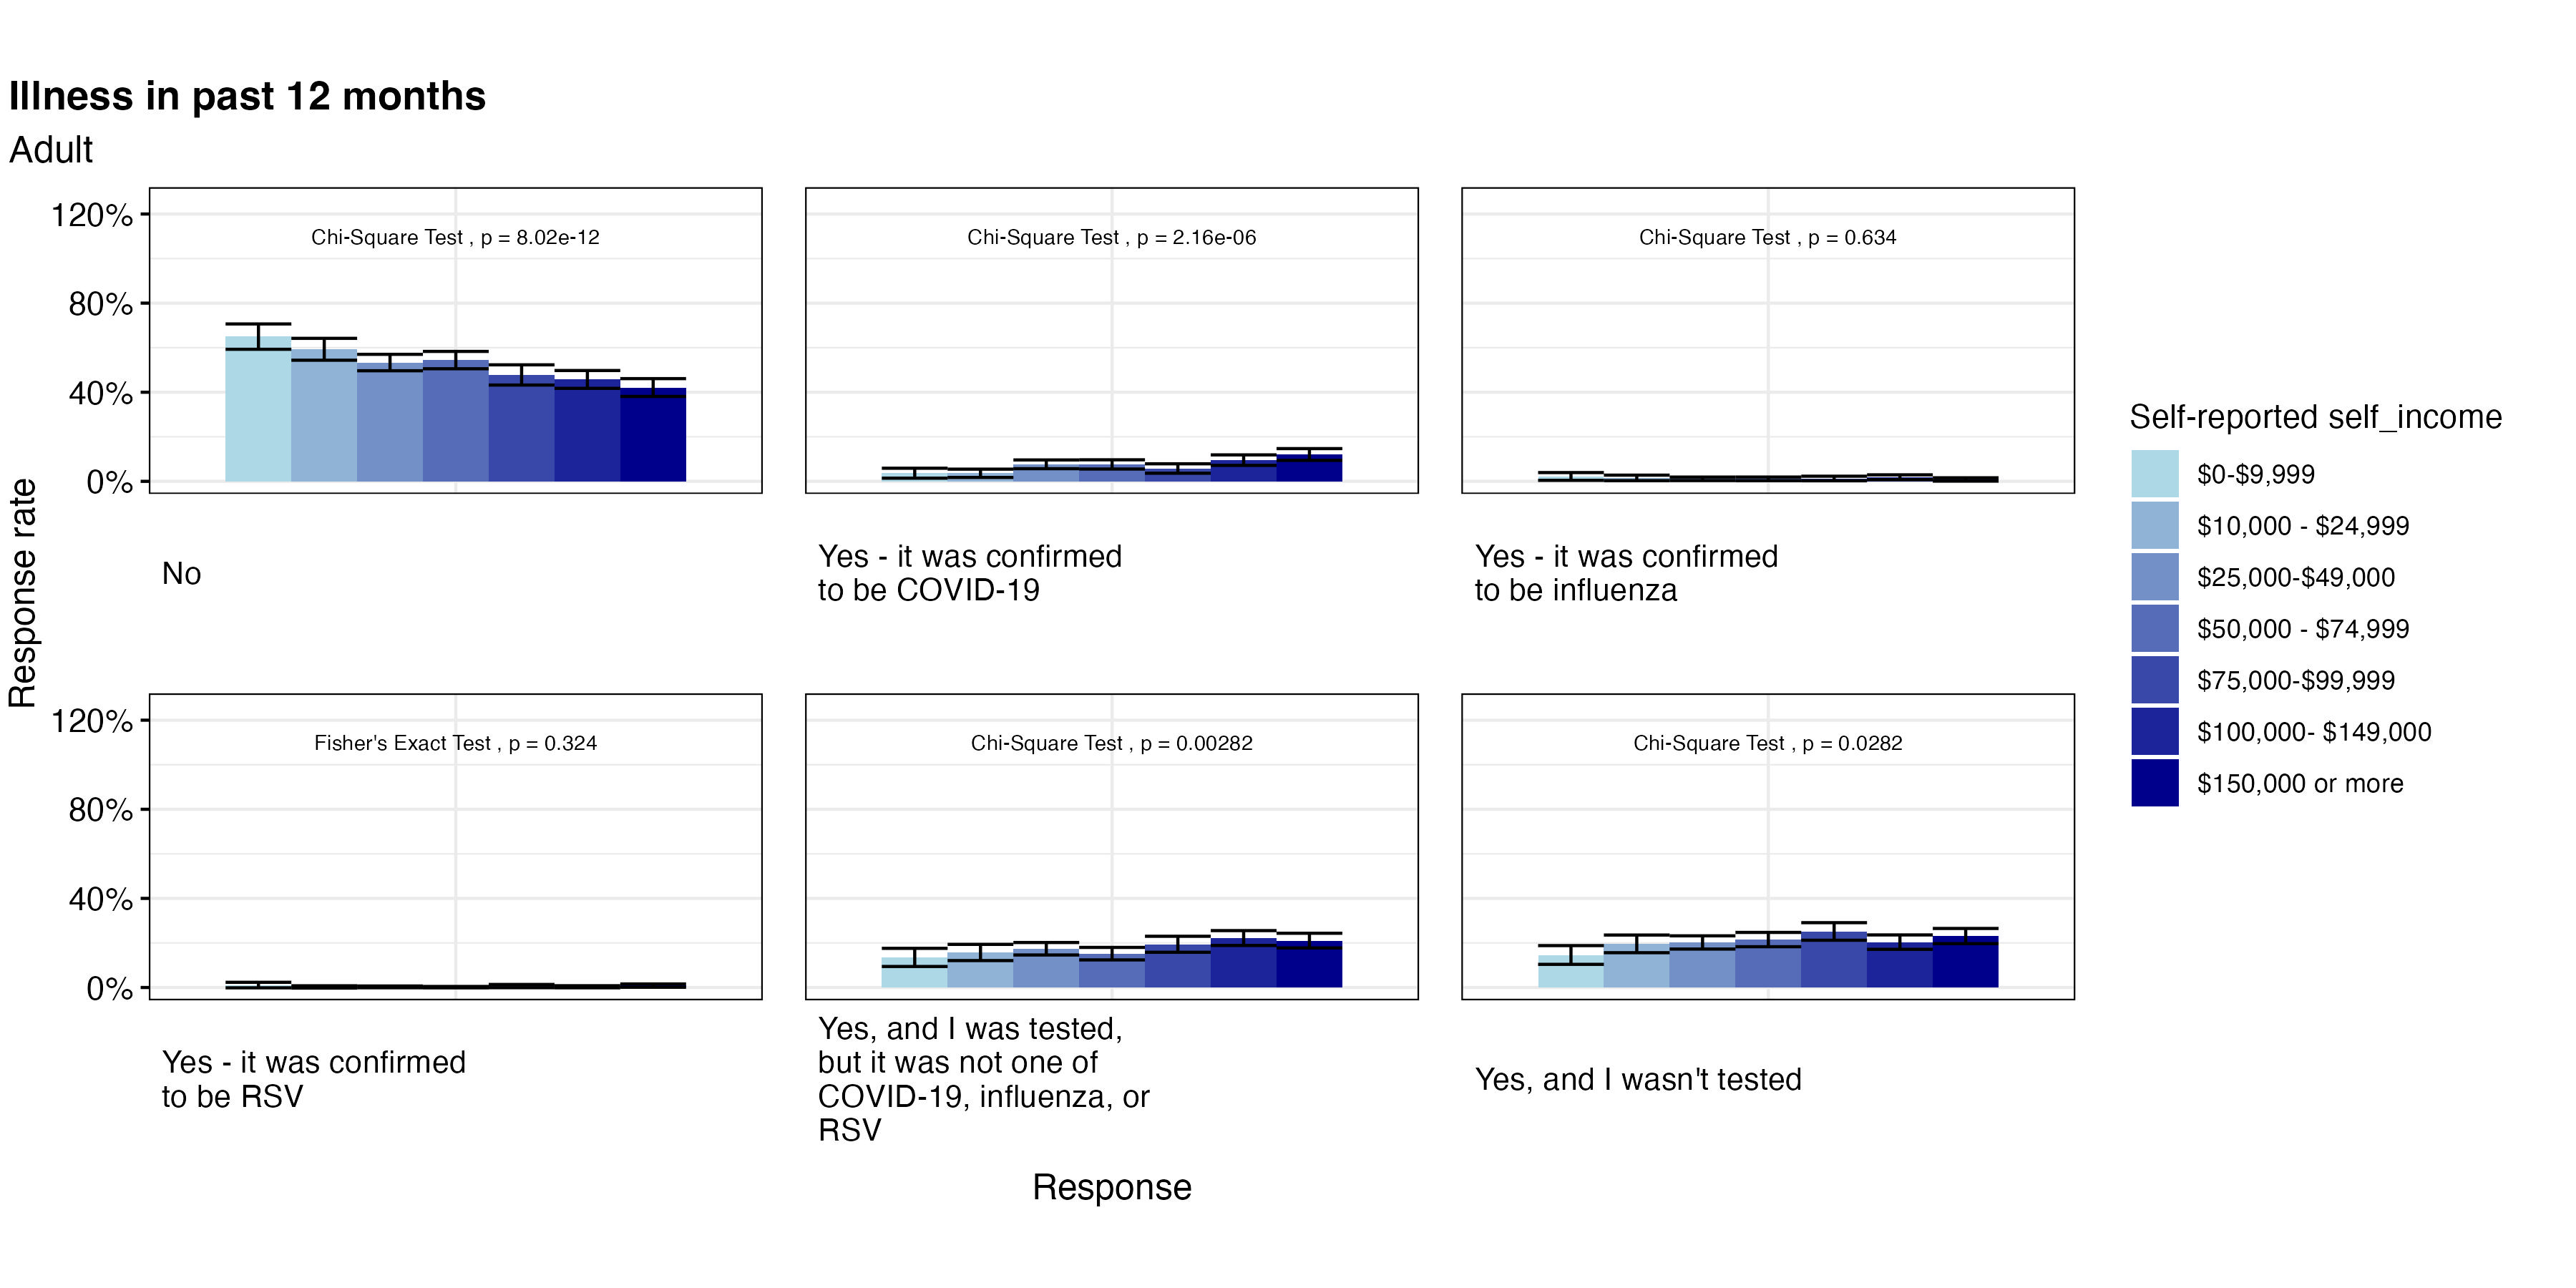 Illness in past 12 months
Adult
Response rate
120%
80%
40%
0%
Chi-Square Test , p = 8.02e-12
Chi-Square Test , p = 2.16e-06
Chi-Square Test , p = 0.634
No
Yes - it was confirmed
to be COVID-19
Yes - it was confirmed
to be influenza
120%
80%
40%
0%
Fisher's Exact Test , p = 0.324
Chi-Square Test , p = 0.00282
Chi-Square Test , p = 0.0282
Yes - it was confirmed
to be RSV
Yes, and I was tested,
but it was not one of
COVID-19, influenza, or
RSV
Yes, and I wasn't tested
Response
Self-reported self_income
$0-$9,999
$10,000 - $24,999
$25,000-$49,000
$50,000 - $74,999
$75,000-$99,999
$100,000- $149,000
$150,000 or more